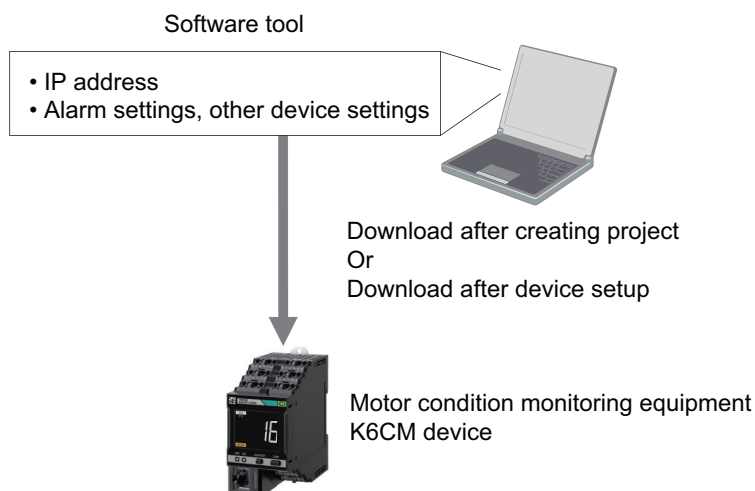 Software tool
• IP address
• Alarm settings, other device settings
Download after creating project
Or
Download after device setup
16
Motor condition monitoring equipment
K6CM device